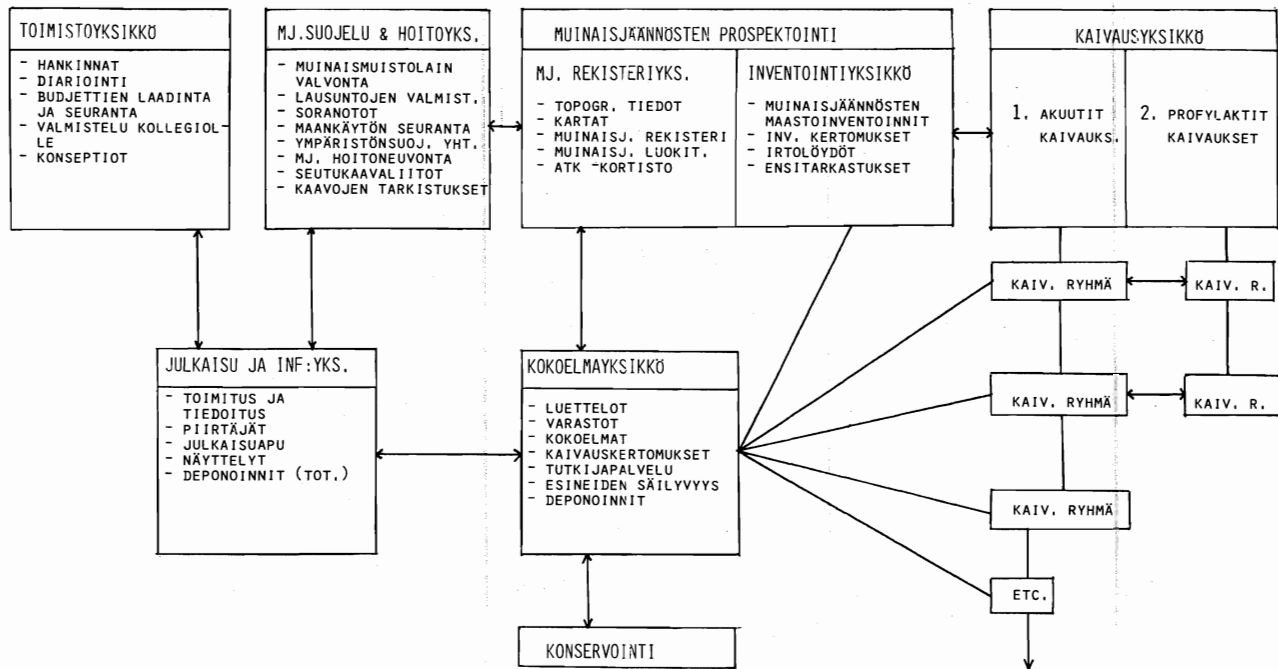 TOIMISTOYKSIKKÖ
- HANKINNAT
- DIARIOINTI
- BUDJETTIEN LAADINTA
JA SEURANTA
- VALMISTELU KOLLEGIOL-
LE
- KONSEPTIOT
MJ.SUOJELU & HOITOYKS.
- MUINAISMUISTOLAIN
VALVONTA
- LAUSUNTOJEN VALMIST.
- SORANOTOT
- MAANKÄYTÖN SEURANTA
- YMPÄRISTÖNSUOJ. YHT.
- MJ. HOITONEUVONTA
- SEUTUKAAVALIITOT
- KAAVOJEN TARKISTUKSET
MUINAISJÄÄNNÖSTEN PROSPEKTOINTI
MJ. REKISTERIYKS.
- TOPOGR. TIEDOT
- KARTAT
- MUINAISJ. REKISTERI
- MUINAISJ. LUOKIT.
- ATK -KORTISTO
INVENTOINTIYKSIKKÖ
- MUINAISJÄÄNNÖSTEN
MAASTOINVENTOINNIT
- INV. KERTOMUKSET
- IRTOLÖYDÖT
- ENSITARKASTUKSET
KAIVAUSYKSIKKÖ
1. AKUUTIT
KAIVAUKS.
2. PROFYLAKTIT
KAIVAUKSET
KAIV. RYHMÄ
KAIV. R.
KAIV. RYHMÄ
KAIV. R.
KAIV. RYHMÄ
ETC.
JULKAISU JA INF:YKS.
- TOIMITUS JA
TIEDOITUS
- PIIRTÄJÄT
- JULKAISUAPU
- NÄYTTELYT
- DEPONOINNIT (TOT.)
KOKOELMAYKSIKKÖ
- LUETTELOT
- VARASTOT
- KOKOELMAT
- KAIVAUSKERTOMUKSET
- TUTKIJAPALVELU
- ESINEIDEN SÄILYVYYS
- DEPONOINNIT
KONSERVOINTI